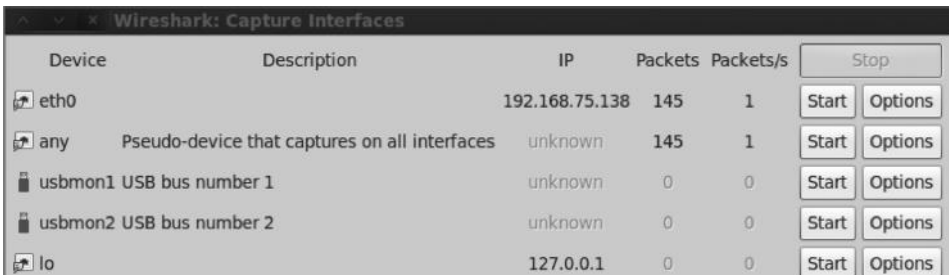 Wireshark: Capture Interfaces
Device Description IP Packets Packets/s Stop
eth0 192.168.75.138 145 1 Start Options
any Pseudo-device that captures on all interfaces unknown 145 1 Start Options
usbmon1 USB bus number 1 unknown 0 0 Start Options
usbmon2 USB bus number 2 unknown 0 0 Start Options
lo 127.0.0.1 0 0 Start Options